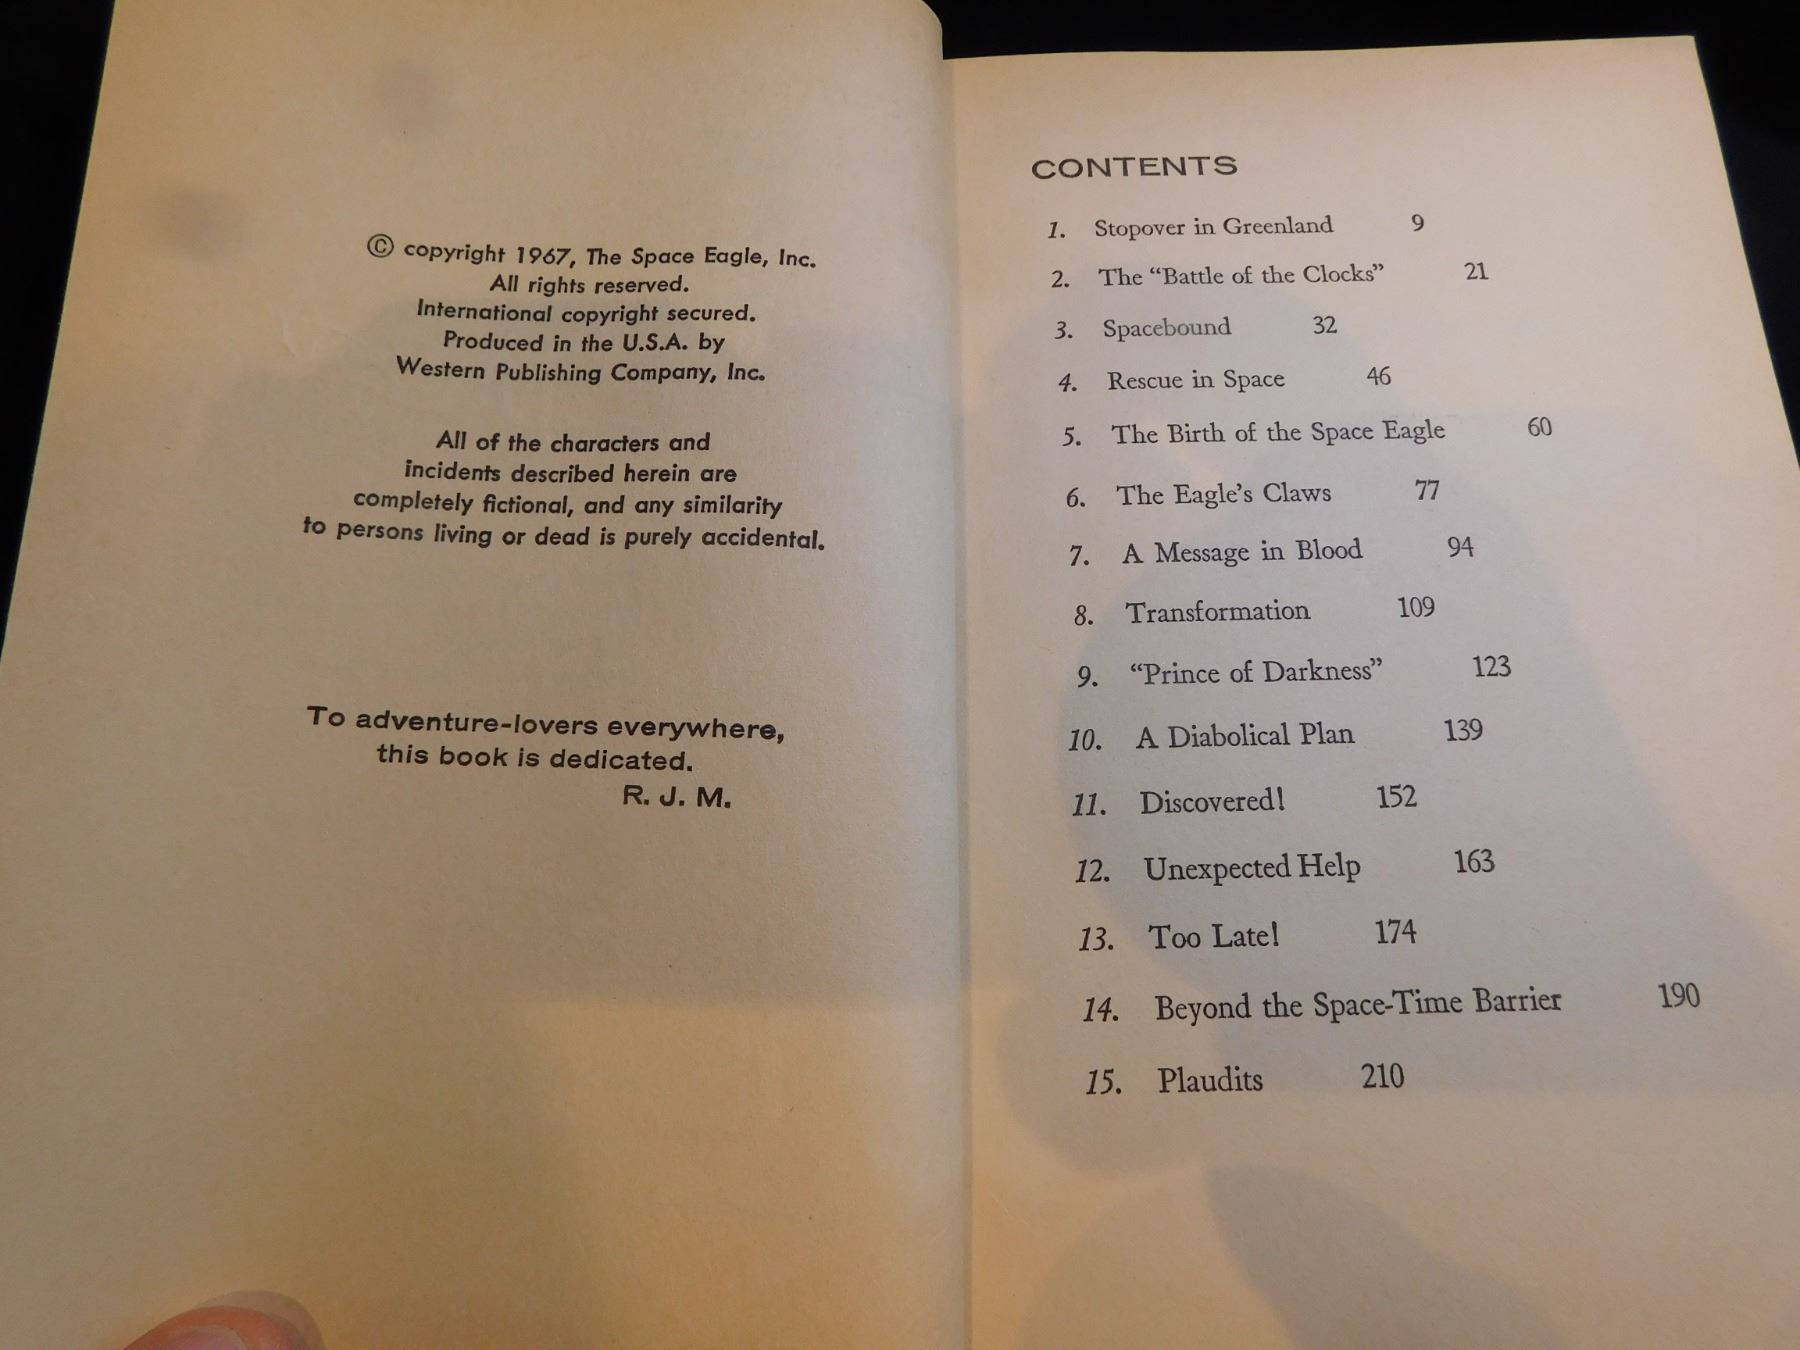 © copyright 1967, The Space Eagle, Inc.
All rights reserved.
International copyright secured.
Produced in the U.S.A. by
Western Publishing Company, Inc.
All of the characters and
incidents described herein are
completely fictional, and any similarity
to persons living or dead is purely accidental.
To adventure-lovers everywhere,
this book is dedicated.
R. J. M.
CONTENTS
1. Stopover in Greenland 9
2. The “Battle of the Clocks” 21
3. Spacebound 32
4. Rescue in Space 46
5. The Birth of the Space Eagle 60
6. The Eagle’s Claws 77
7. A Message in Blood 94
8. Transformation 109
9. “Prince of Darkness” 123
10. A Diabolical Plan 139
11. Discovered! 152
12. Unexpected Help 163
13. Too Late! 174
14. Beyond the Space-Time Barrier 190
15. Plaudits 210